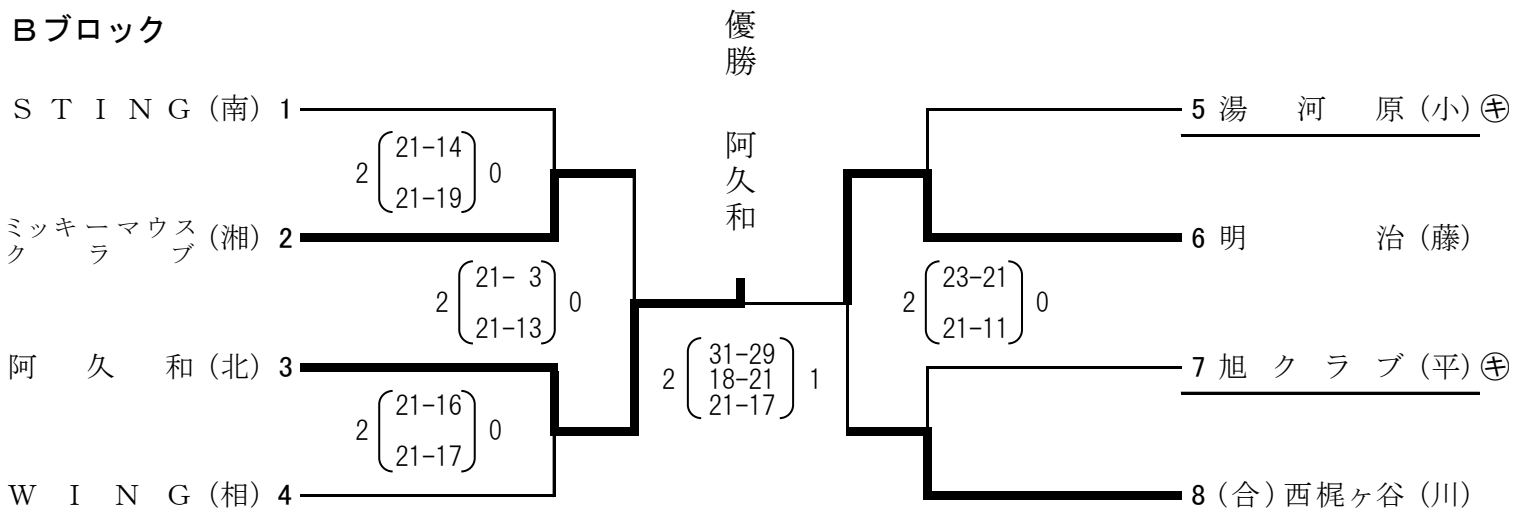 Bブロック
優勝 阿久和
STING(南) 1
2 21-14 0
21-19
ミッキーマウス
クラブ (湘) 2
2 21- 3 0
21-13
阿久和(北) 3
2 21-16 0
21-17
WING(相) 4
31-29
2 18-21 1
21-17
5 湯河原(小)㋖
6 明治(藤)
2 23-21 0
21-11
7 旭クラブ(平)㋖
8 (合)西梶ヶ谷(川)